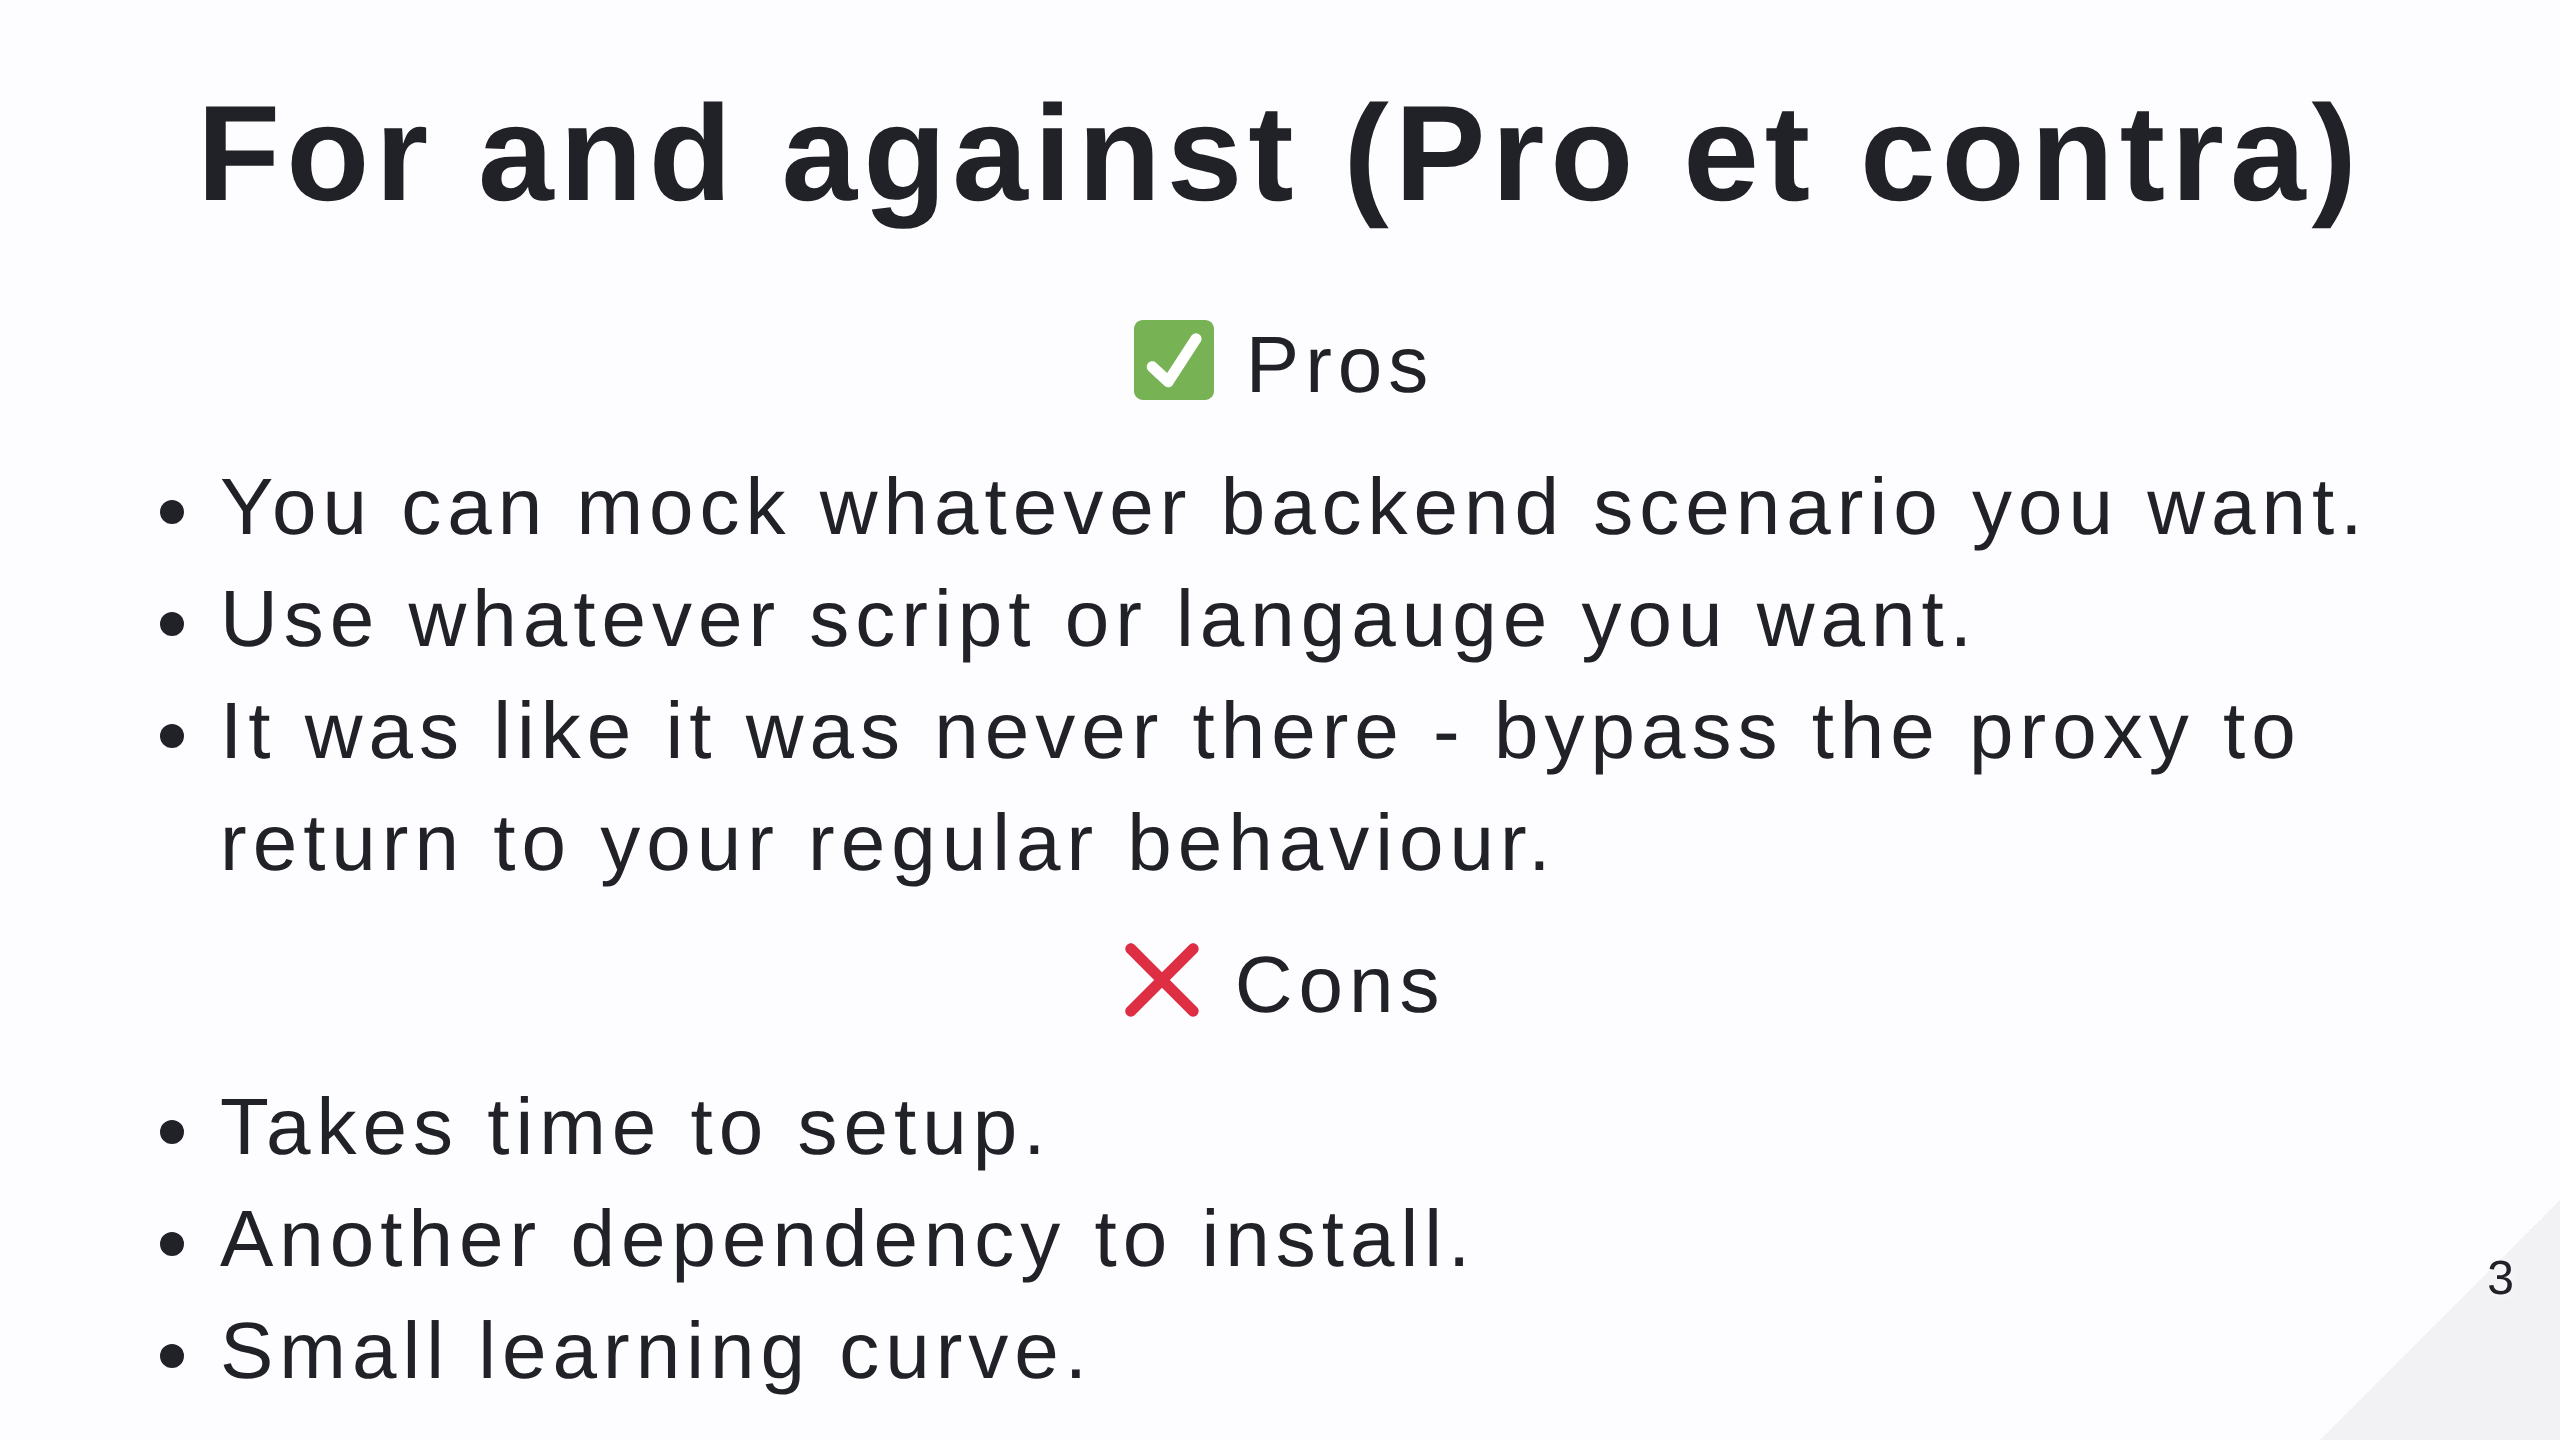 For and against (Pro et contra)
✅ Pros
• You can mock whatever backend scenario you want.
• Use whatever script or langauge you want.
• It was like it was never there - bypass the proxy to
return to your regular behaviour.
❌ Cons
• Takes time to setup.
• Another dependency to install.
• Small learning curve.
3